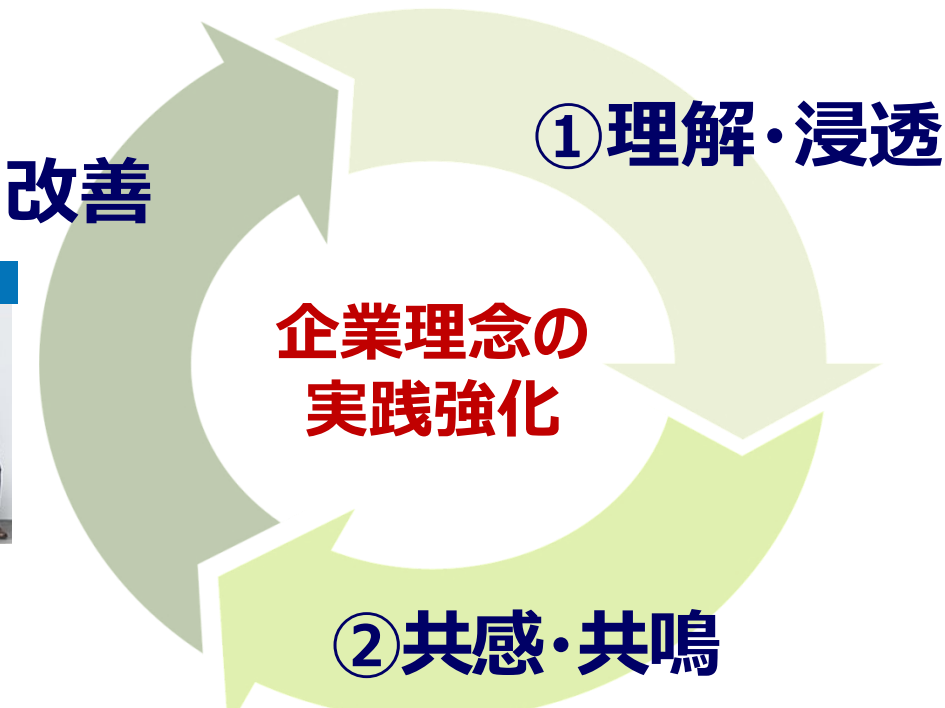 ①理解・浸透
改善
企業理念の
実践強化
②共感・共鳴